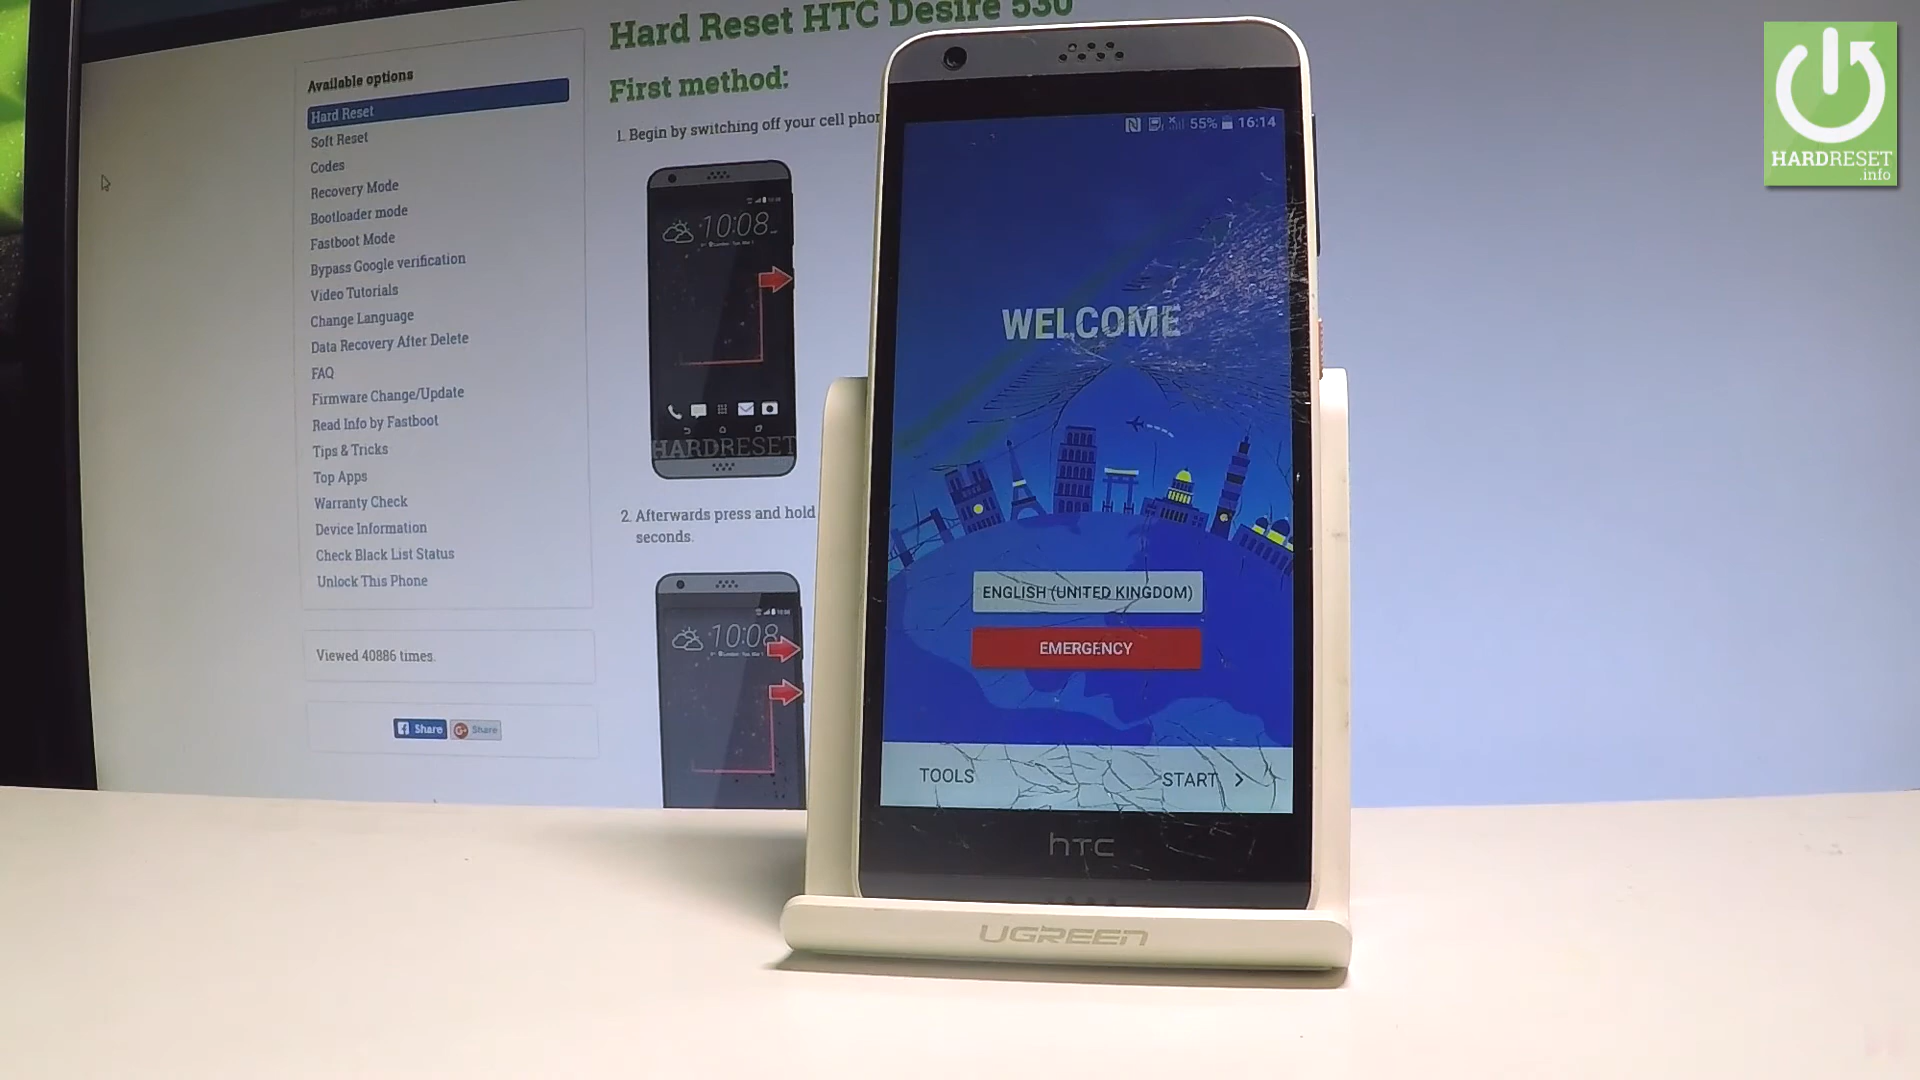 Hard Reset HTC Desire 530
Available options
Hard Reset
Soft Reset
Codes
Recovery Mode
Bootloader mode
Fastboot Mode
Bypass Google verification
Video Tutorials
Change Language
Data Recovery After Delete
FAQ
Firmware Change/Update
Read Info by Fastboot
Tips & Tricks
Top Apps
Warranty Check
Device Information
Check Black List Status
Unlock This Phone
Viewed 40886 times.
Share
Share
First method:
1. Begin by switching off your cell phon
10:08
HARDRESET
2. Afterwards press and hold
seconds.
10:08
55% 16:14
WELCOME
ENGLISH (UNITED KINGDOM)
EMERGENCY
TOOLS
START >
hTC
UGREEN
HARDRESET
.info